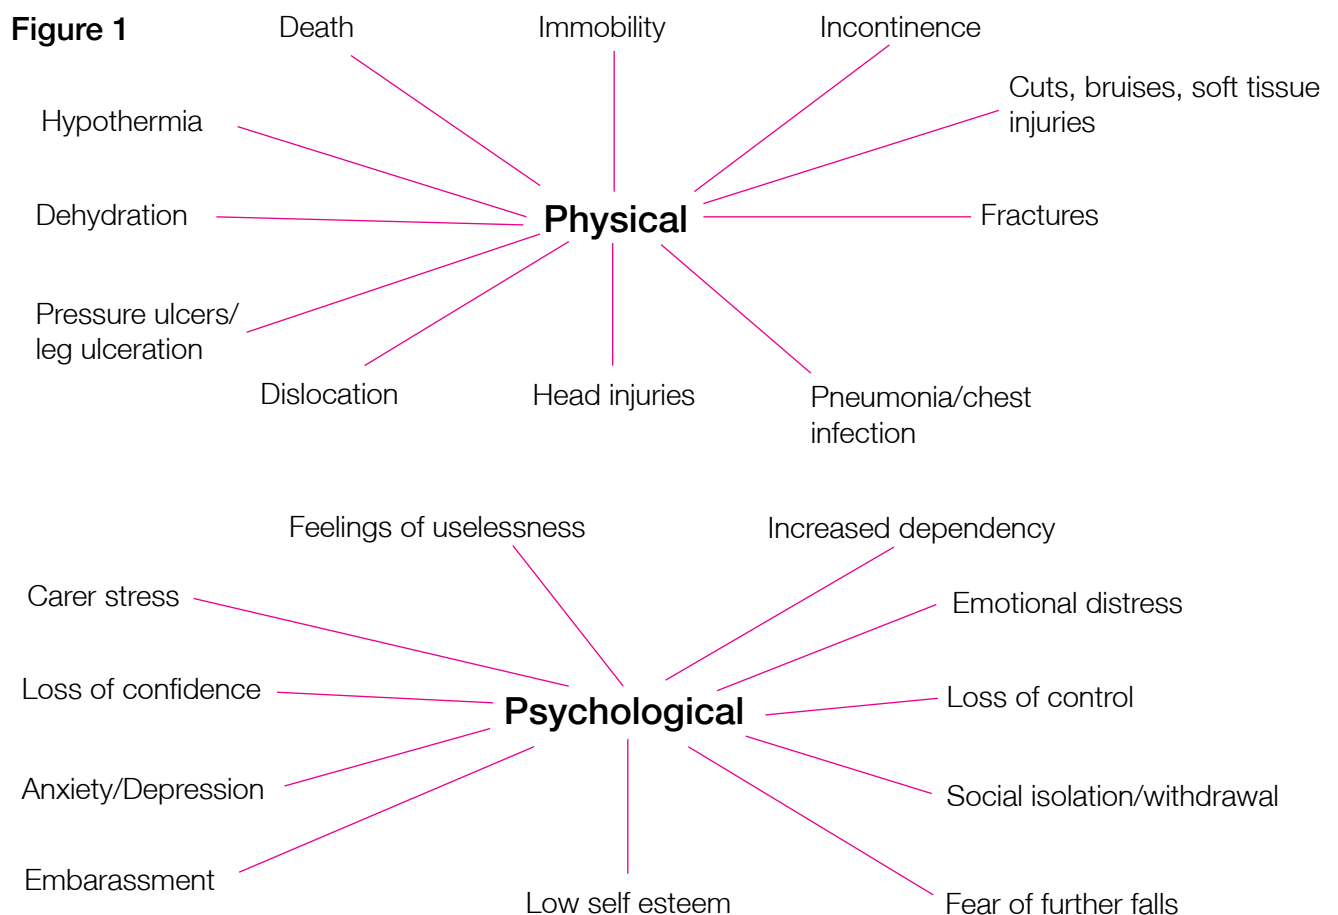 Figure 1
Death
Immobility
Incontinence
Cuts, bruises, soft tissue
injuries
Hypothermia
Dehydration
Physical
Fractures
Pressure ulcers/
leg ulceration
Dislocation
Head injuries
Pneumonia/chest
infection
Feelings of uselessness
Increased dependency
Carer stress
Emotional distress
Loss of confidence
Psychological
Loss of control
Anxiety/Depression
Social isolation/withdrawal
Embarassment
Low self esteem
Fear of further falls